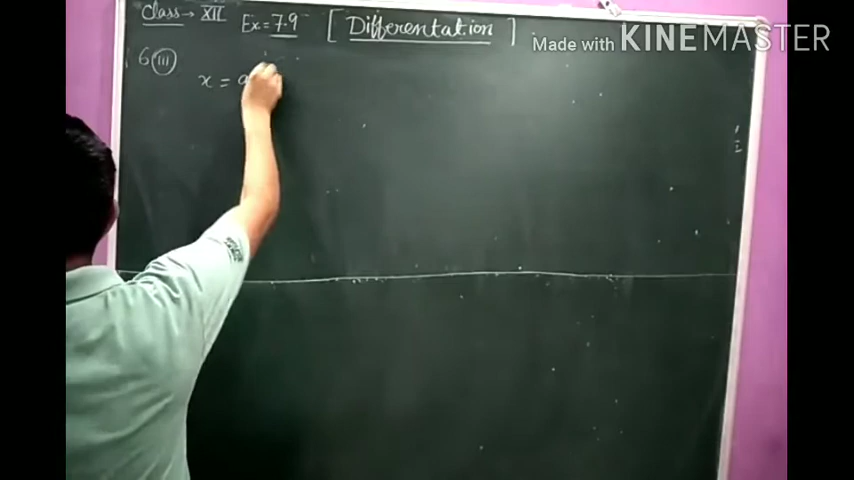 Class → XII Ex = 7.9 [ Differentation ]
Made with KINEMASTER
6 (III)
x = a